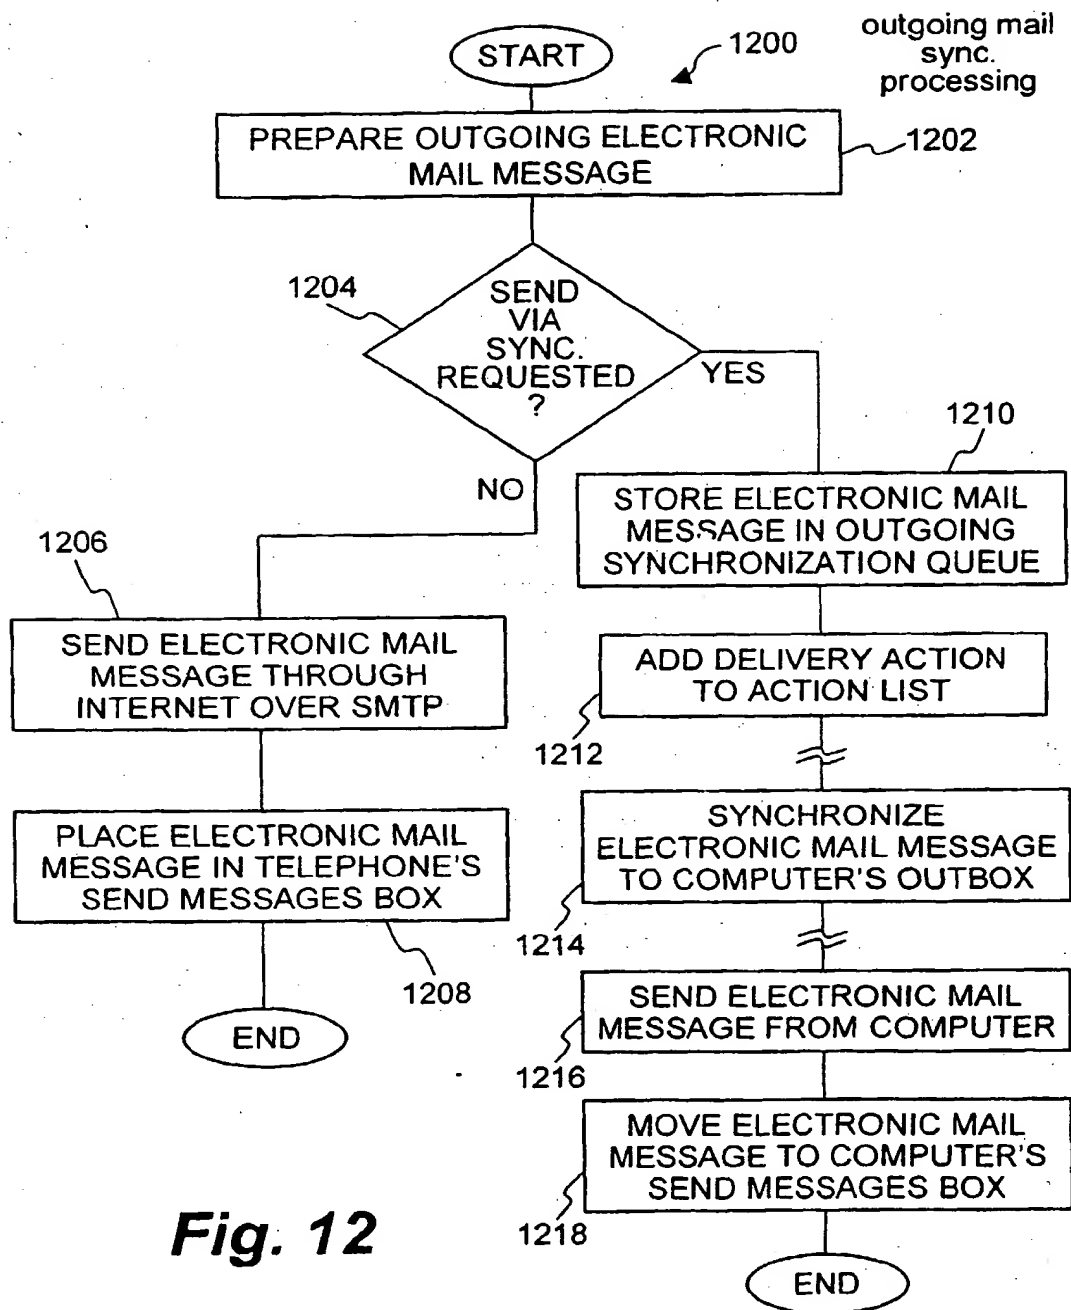 outgoing mail
sync.
processing
START
1200
PREPARE OUTGOING ELECTRONIC
MAIL MESSAGE
1202
1204
SEND
VIA
SYNC.
REQUESTED
?
YES
NO
1210
STORE ELECTRONIC MAIL
MESSAGE IN OUTGOING
SYNCHRONIZATION QUEUE
1206
SEND ELECTRONIC MAIL
MESSAGE THROUGH
INTERNET OVER SMTP
ADD DELIVERY ACTION
TO ACTION LIST
1212
PLACE ELECTRONIC MAIL
MESSAGE IN TELEPHONE'S
SEND MESSAGES BOX
1208
END
SYNCHRONIZE
ELECTRONIC MAIL MESSAGE
TO COMPUTER'S OUTBOX
1214
SEND ELECTRONIC MAIL
MESSAGE FROM COMPUTER
1216
MOVE ELECTRONIC MAIL
MESSAGE TO COMPUTER'S
SEND MESSAGES BOX
1218
END
Fig. 12